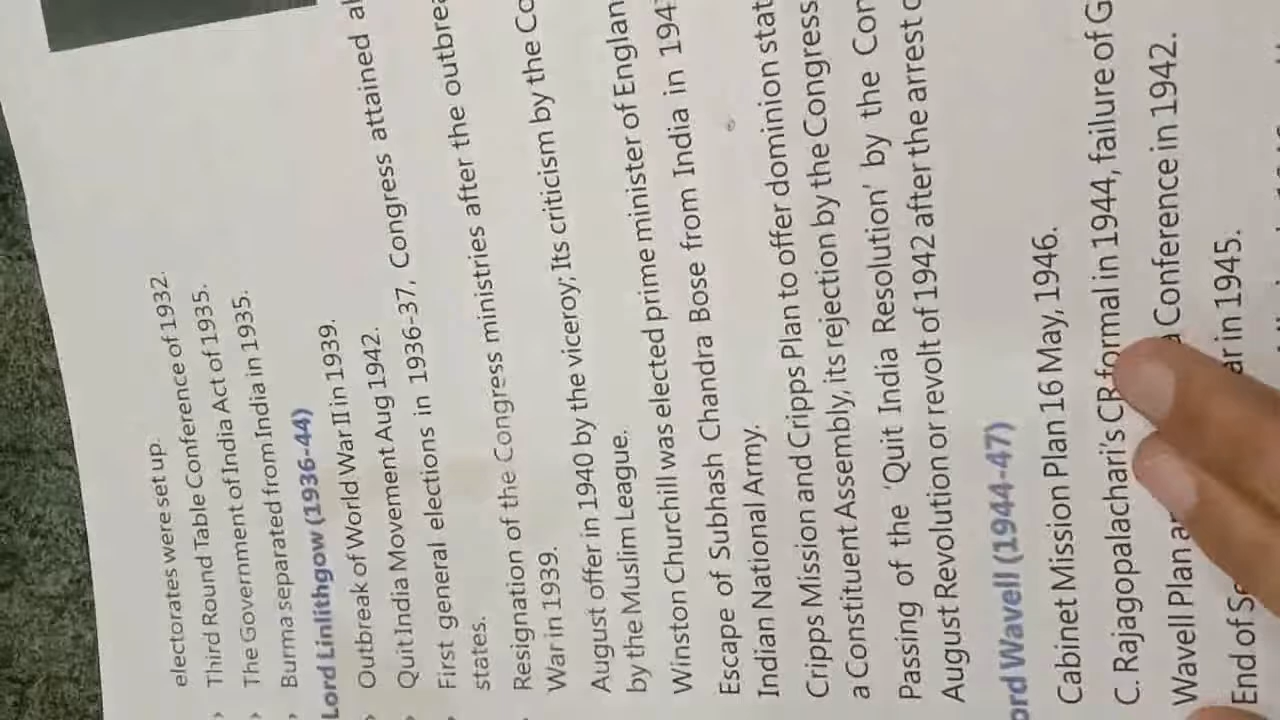 electorates were set up.
Third Round Table Conference of 1932.
The Government of India Act of 1935.
Burma separated from India in 1935.
Lord Linlithgow (1936-44)
Outbreak of World War II in 1939.
Quit India Movement Aug 1942.
First general elections in 1936-37, Congress attained
states.
Resignation of the Congress ministries after the
War in 1939.
August offer in 1940 by the viceroy; Its criticism by the
by the Muslim League.
Winston Churchill was elected prime minister of
Escape of Subhash Chandra Bose from India in
Indian National Army.
Cripps Mission and Cripps Plan to offer dominion
a Constituent Assembly, its rejection by the Congress
Passing of the 'Quit India Resolution' by the
August Revolution or revolt of 1942 after the arrest
Wavell (1944-47)
Cabinet Mission Plan 16 May, 1946.
C. Rajagopalachari's CR formal in 1944, failure of
Wavell Plan Conference in 1942.
End of in 1945.